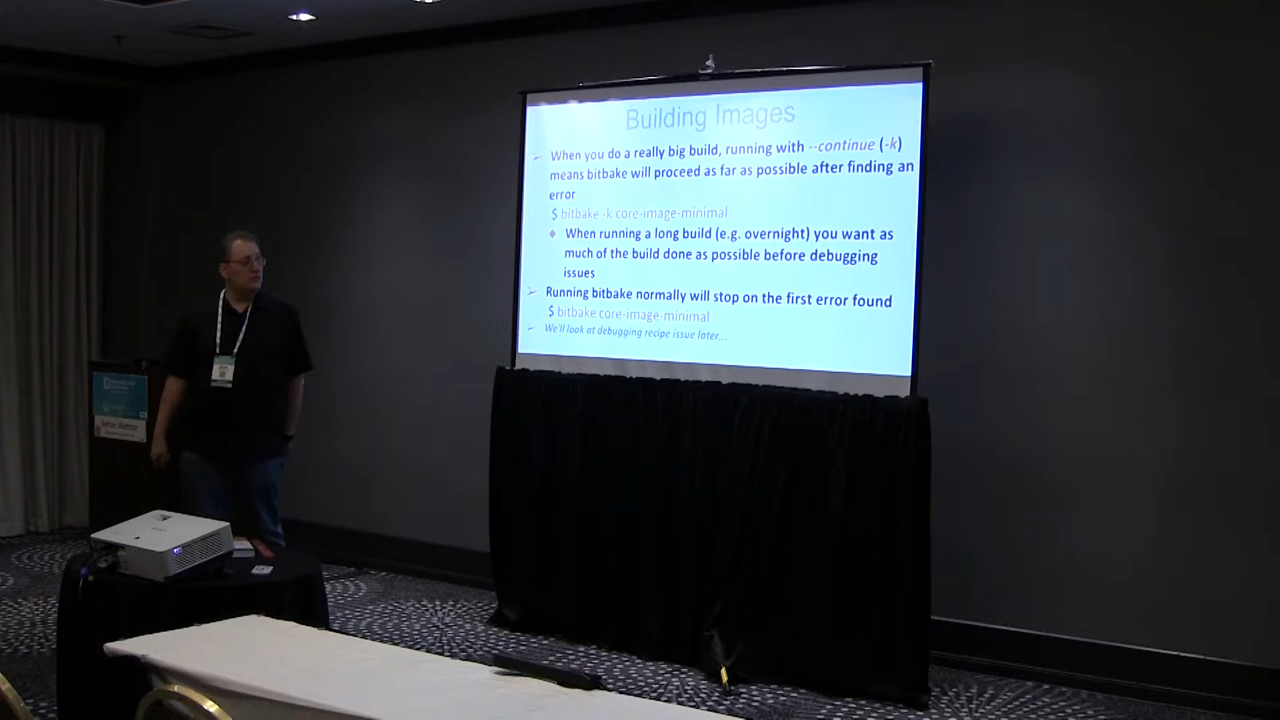 Building Images
➢ When you do a really big build, running with --continue (-k)
means bitbake will proceed as far as possible after finding an
error
$ bitbake -k core-image-minimal
❖ When running a long build (e.g. overnight) you want as
much of the build done as possible before debugging
issues
➢ Running bitbake normally will stop on the first error found
$ bitbake core-image-minimal
➢ We'll look at debugging recipe issue later...